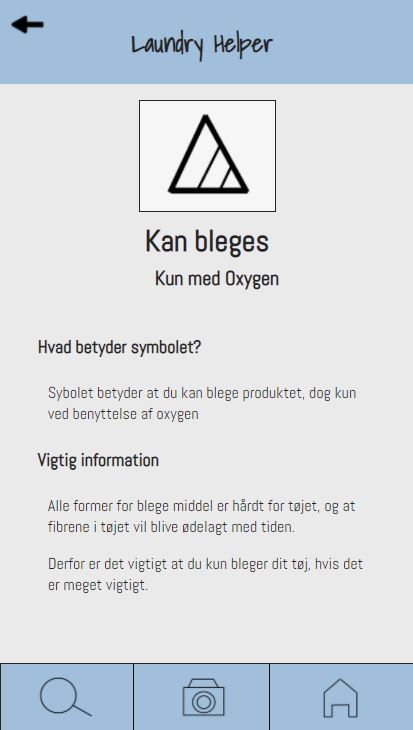 Laundry Helper
Kan bleges
Kun med Oxygen
Hvad betyder symbolet?
Sybolet betyder at du kan blege produktet, dog kun
ved benyttelse af oxygen
Vigtig information
Alle former for blege middel er hårdt for tøjet, og at
fibrene i tøjet vil blive ødelagt med tiden.
Derfor er det vigtigt at du kun bleger dit tøj, hvis det
er meget vigtigt.